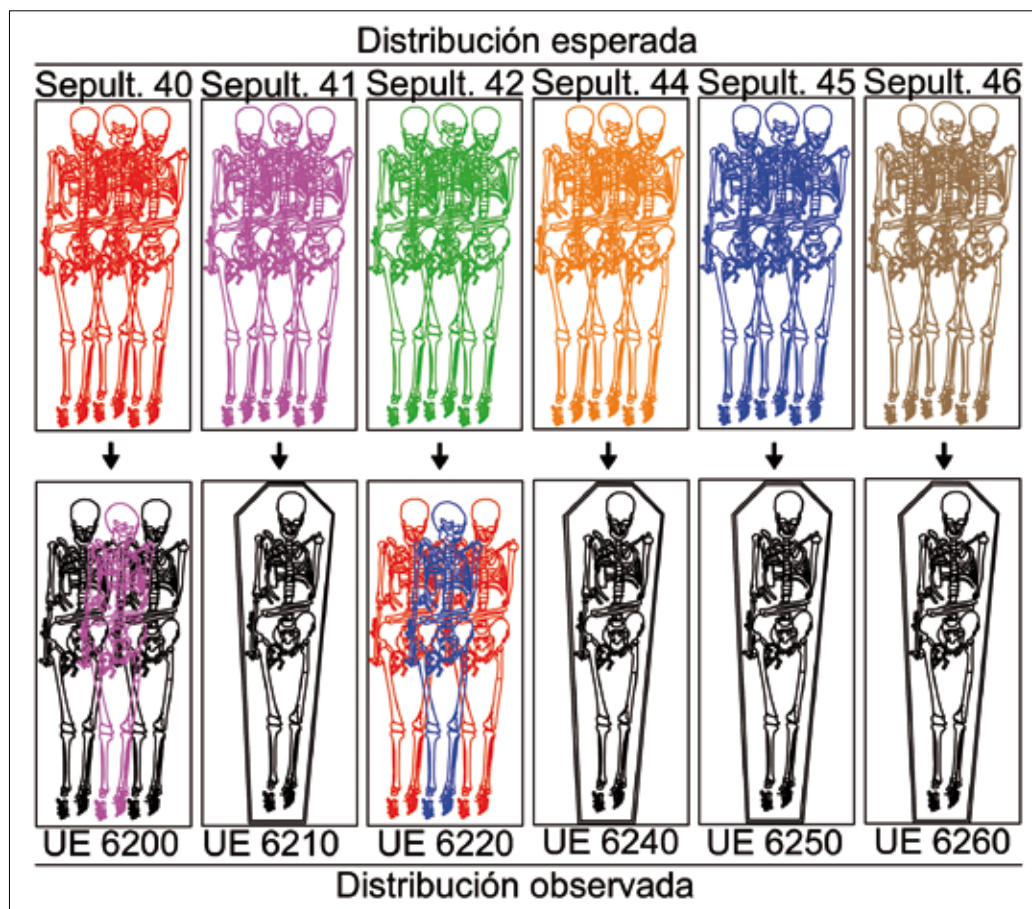 Distribución esperada
Sepult. 40 Sepult. 41 Sepult. 42 Sepult. 44 Sepult. 45 Sepult. 46
UE 6200 UE 6210 UE 6220 UE 6240 UE 6250 UE 6260
Distribución observada